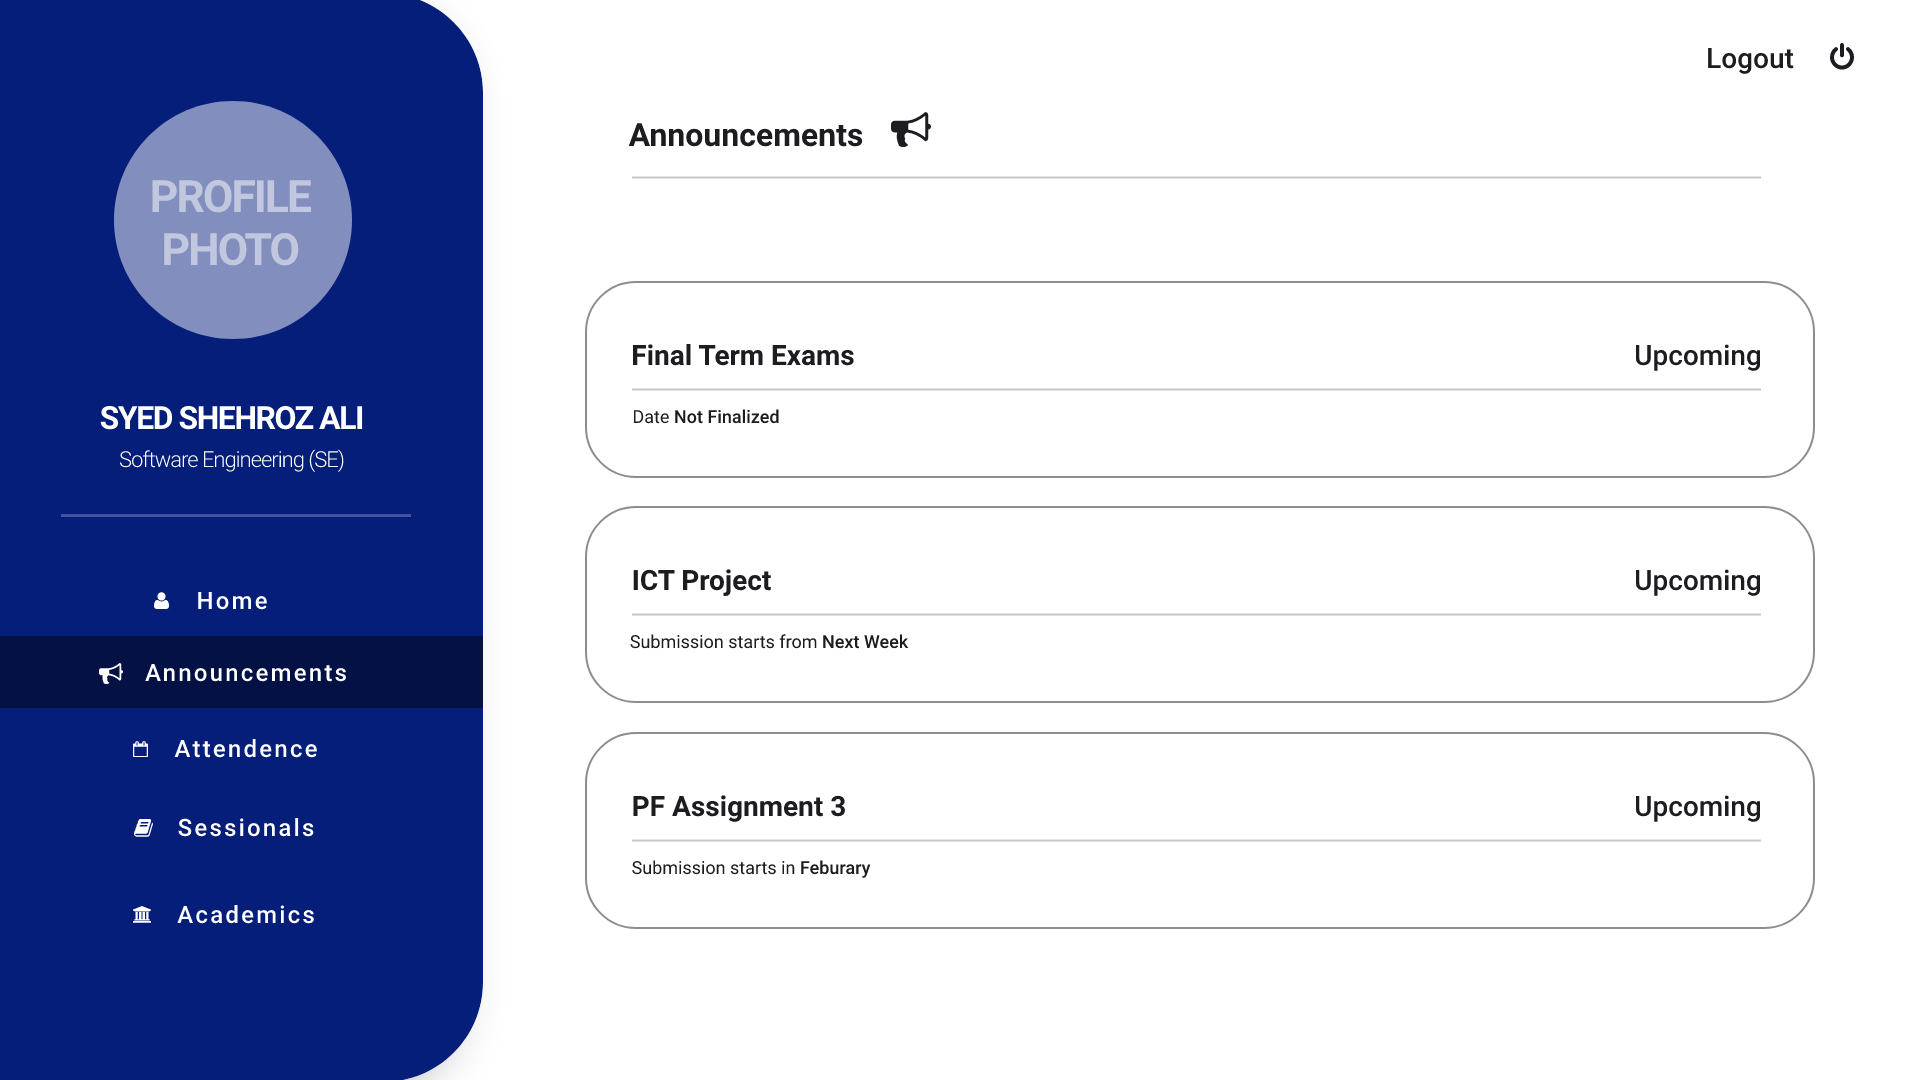 PROFILE
PHOTO
SYED SHEHROZ ALI
Software Engineering (SE)
Home
Announcements
Attendence
Sessionals
Academics
Logout
Announcements
Final Term Exams Upcoming
Date Not Finalized
ICT Project Upcoming
Submission starts from Next Week
PF Assignment 3 Upcoming
Submission starts in Feburary